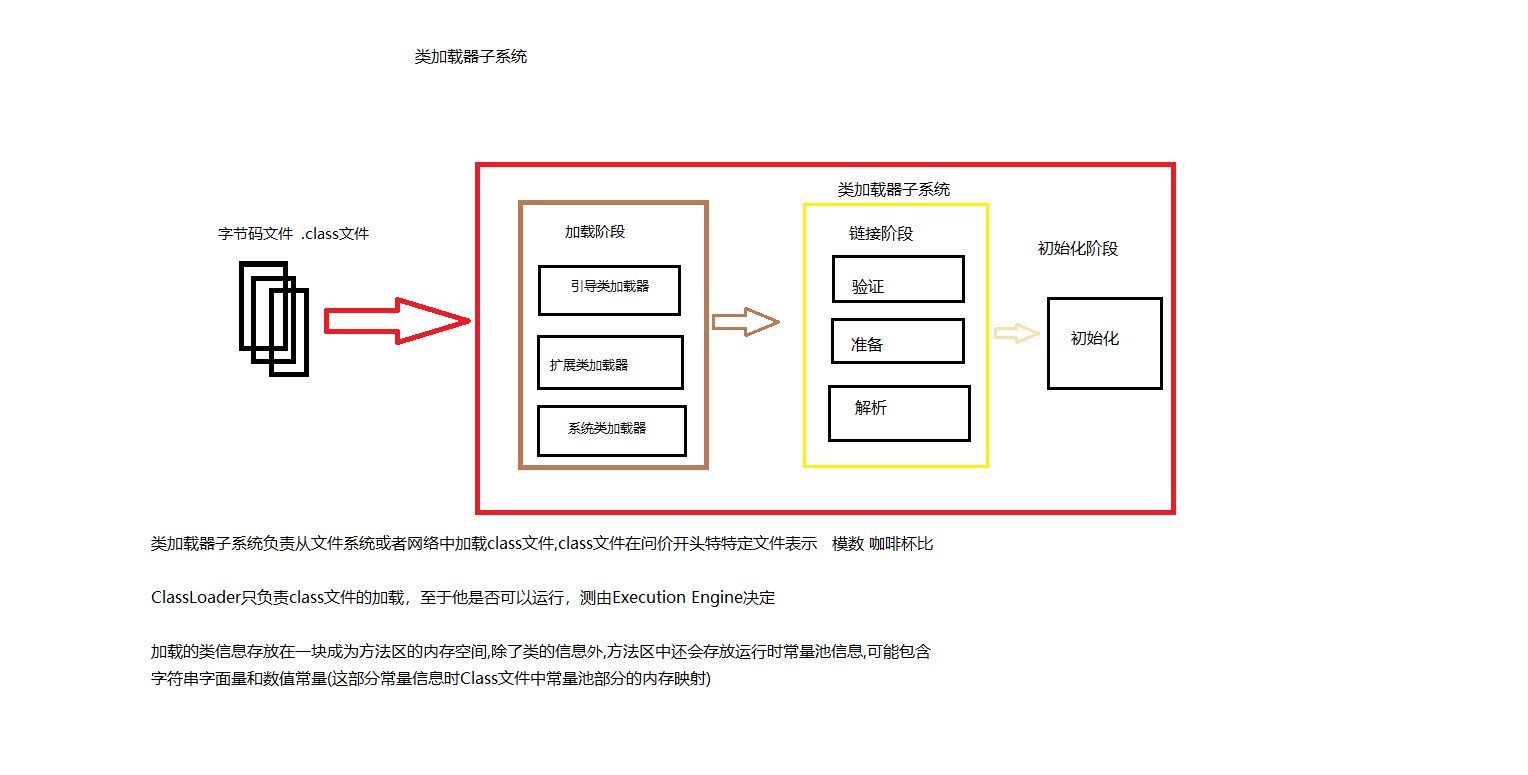 类加载器子系统
类加载器子系统
字节码文件 .class文件
加载阶段
引导类加载器
扩展类加载器
系统类加载器
链接阶段
验证
准备
解析
初始化阶段
初始化
类加载器子系统负责从文件系统或者网络中加载class文件,class文件在问价开头特特定文件表示 模数 咖啡杯比
ClassLoader只负责class文件的加载，至于他是否可以运行，测由Execution Engine决定
加载的类信息存放在一块成为方法区的内存空间,除了类的信息外,方法区中还会存放运行时常量池信息,可能包含
字符串字面量和数值常量(这部分常量信息时Class文件中常量池部分的内存映射)